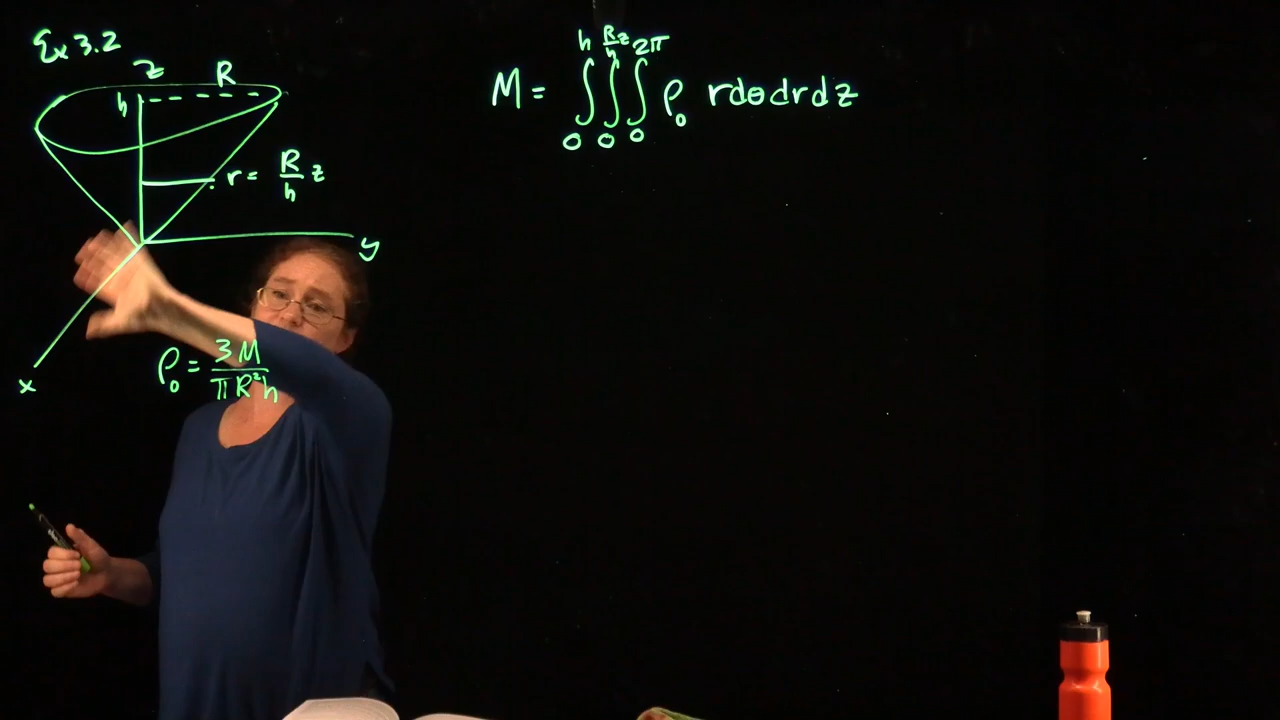 Ex 3.2
z
R
h
r = R/h z
y
x
ρ₀ = 3M/πR²h
M = ∫₀ʰ ∫₀^(Rz/h) ∫₀^2π ρ₀ r dθ dr dz